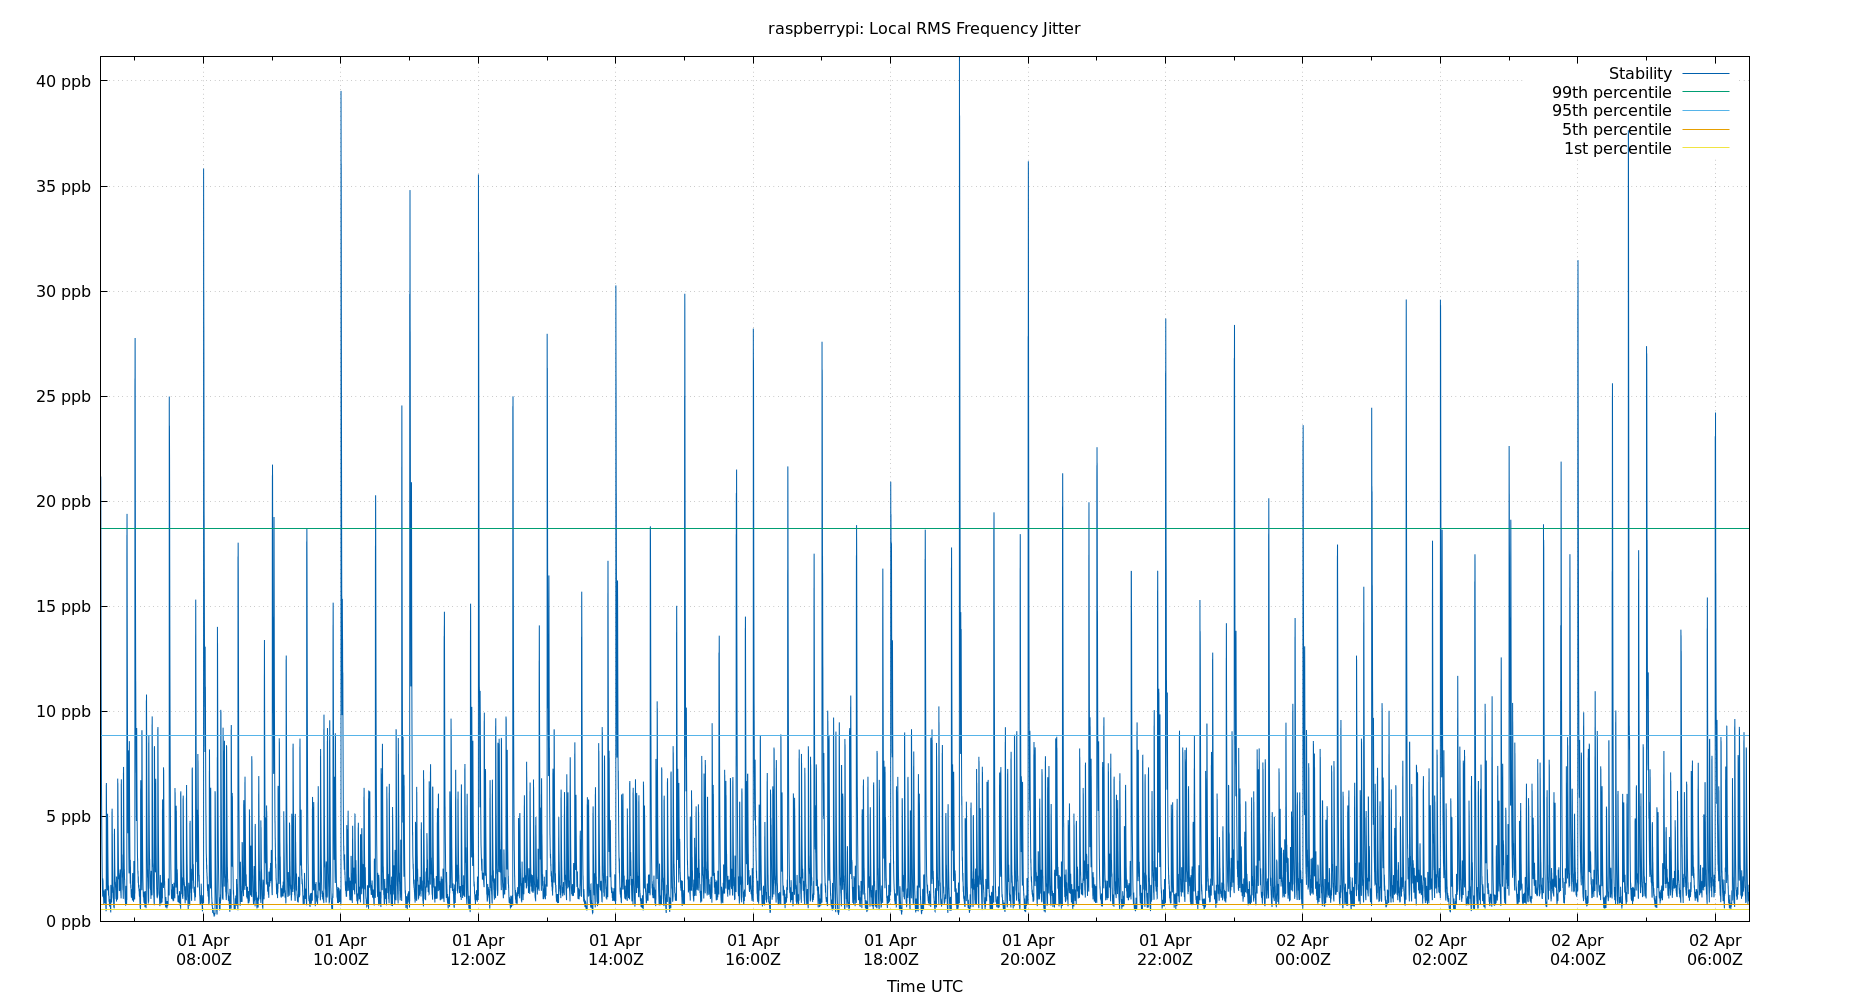 raspberrypi: Local RMS Frequency Jitter
40 ppb
35 ppb
30 ppb
25 ppb
20 ppb
15 ppb
10 ppb
5 ppb
0 ppb
Stability
99th percentile
95th percentile
5th percentile
1st percentile
01 Apr 01 Apr 01 Apr 01 Apr 01 Apr 01 Apr 01 Apr 01 Apr 02 Apr 02 Apr 02 Apr 02 Apr
08:00Z 10:00Z 12:00Z 14:00Z 16:00Z 18:00Z 20:00Z 22:00Z 00:00Z 02:00Z 04:00Z 06:00Z
Time UTC